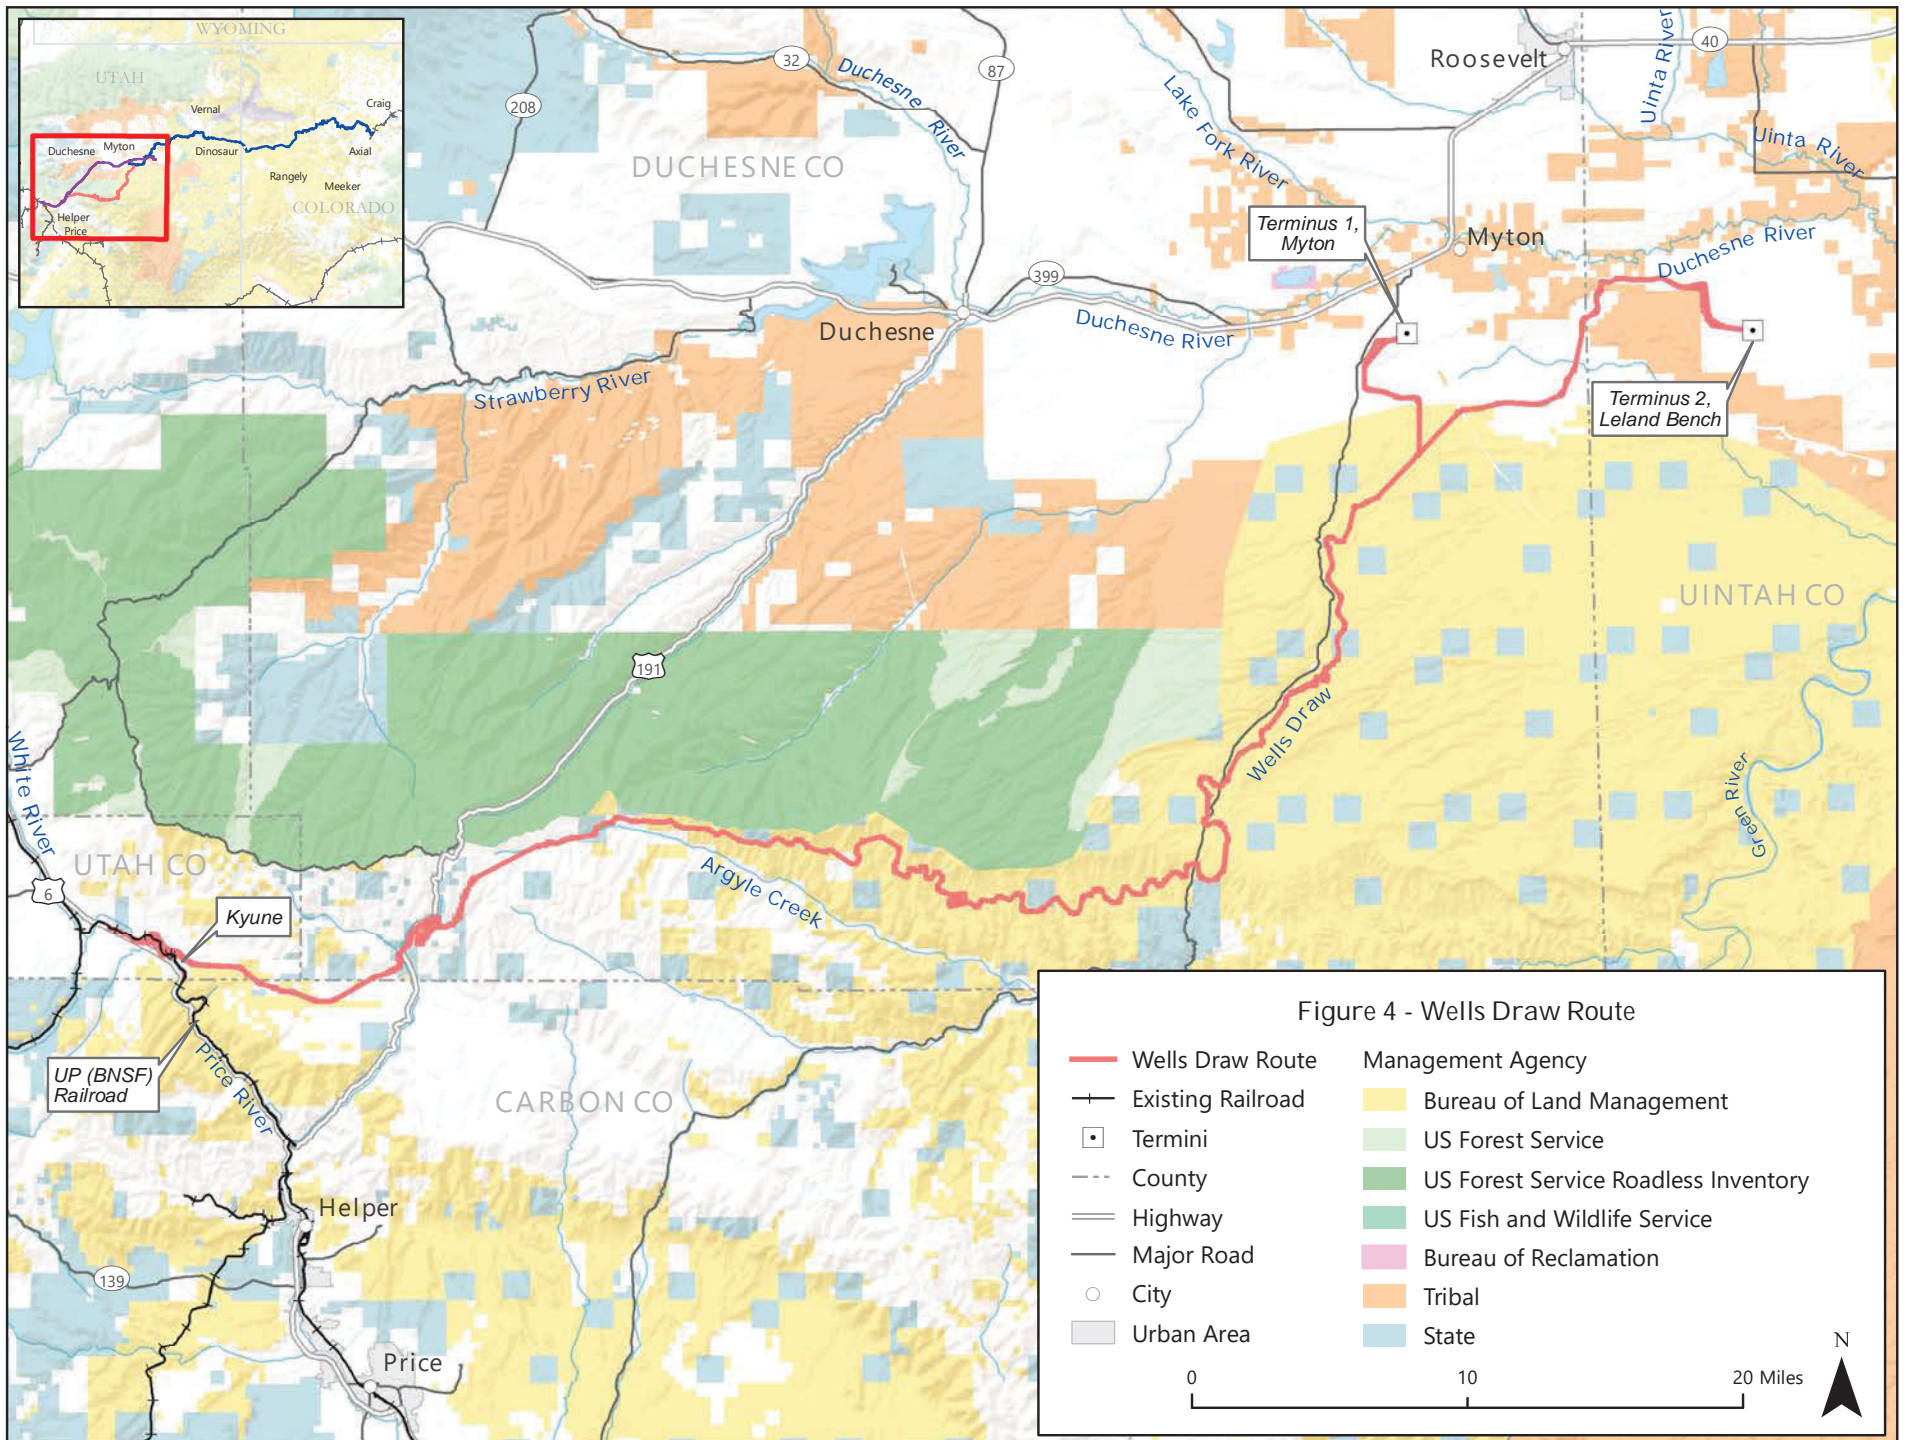 WYOMING
UTAH
Vernal
Craig
Duchesne
Myton
Dinosaur
Axial
Rangely
Meeker
COLORADO
Helper
Price
208
32
Duchesne
River
87
DUCHESNE CO
Lake Fork River
Roosevelt
40
Uinta River
Uinta River
Terminus 1,
Myton
Myton
Duchesne River
399
Duchesne
Duchesne River
Strawberry River
Terminus 2,
Leland Bench
UINTAH CO
191
Wells Draw
Green River
White River
UTAH CO
6
Kyune
Argyle Creek
UP (BNSF)
Railroad
Price River
CARBON CO
Helper
139
Price
Figure 4 - Wells Draw Route
Wells Draw Route
Existing Railroad
Termini
County
Highway
Major Road
City
Urban Area
Management Agency
Bureau of Land Management
US Forest Service
US Forest Service Roadless Inventory
US Fish and Wildlife Service
Bureau of Reclamation
Tribal
State
N
0 10 20 Miles